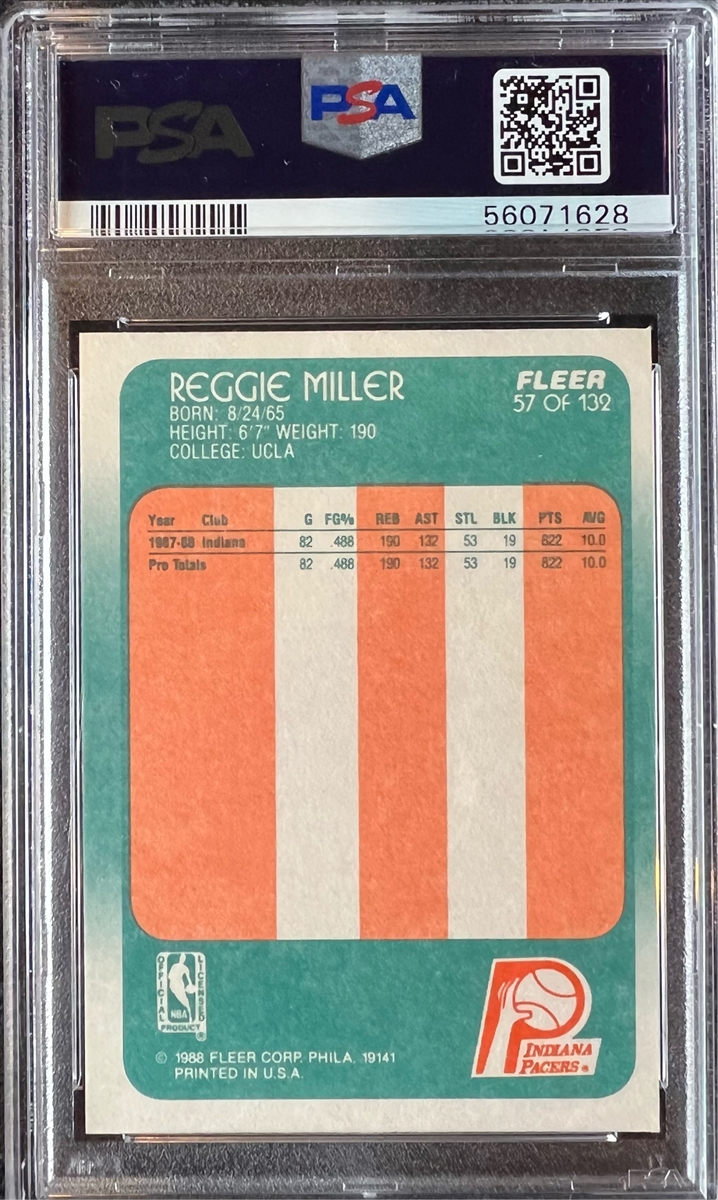 PSA
PSA
56071628
REGGIE MILLER
BORN: 8/24/65
HEIGHT: 6'7" WEIGHT: 190
COLLEGE: UCLA
FLEER
57 OF 132
Year Club G FG% REB AST STL BLK PTS AVG
1987-88 Indiana 82 .488 190 132 53 19 822 10.0
Pro Totals 82 .488 190 132 53 19 822 10.0
OFFICIAL LICENSED
NBA
PRODUCT®
© 1988 FLEER CORP. PHILA. 19141
PRINTED IN U.S.A.
INDIANA
PACERS®
PSA